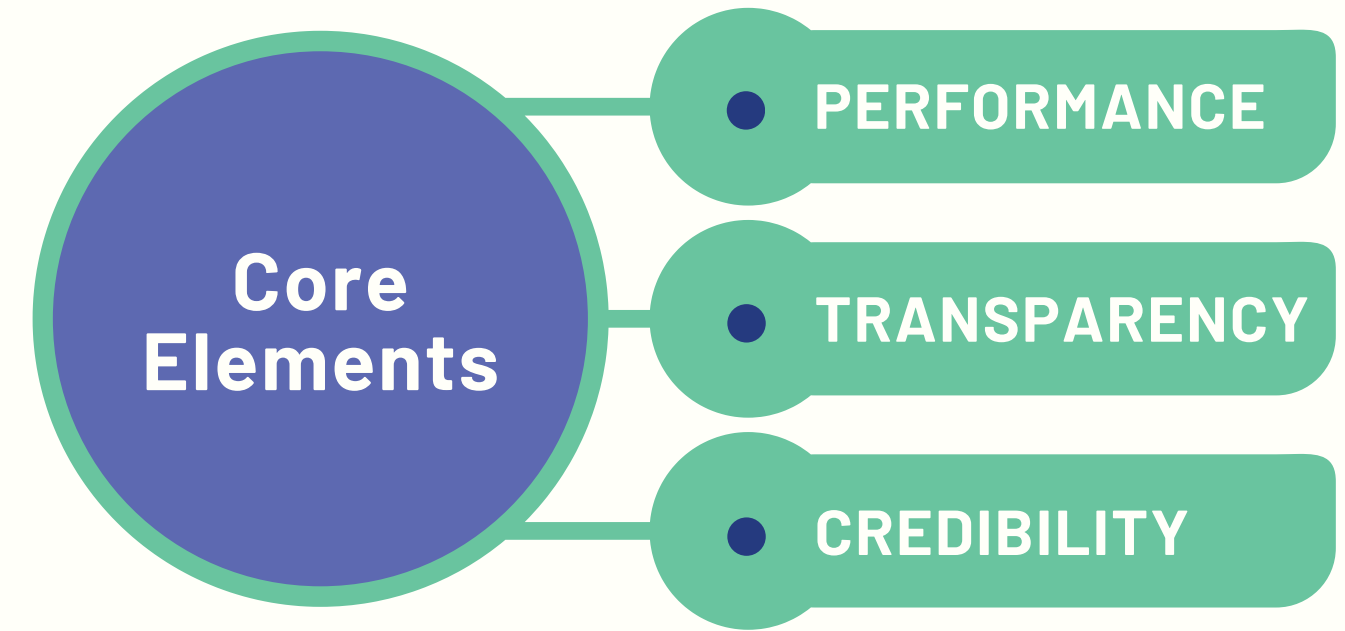 Core
Elements
PERFORMANCE
TRANSPARENCY
CREDIBILITY